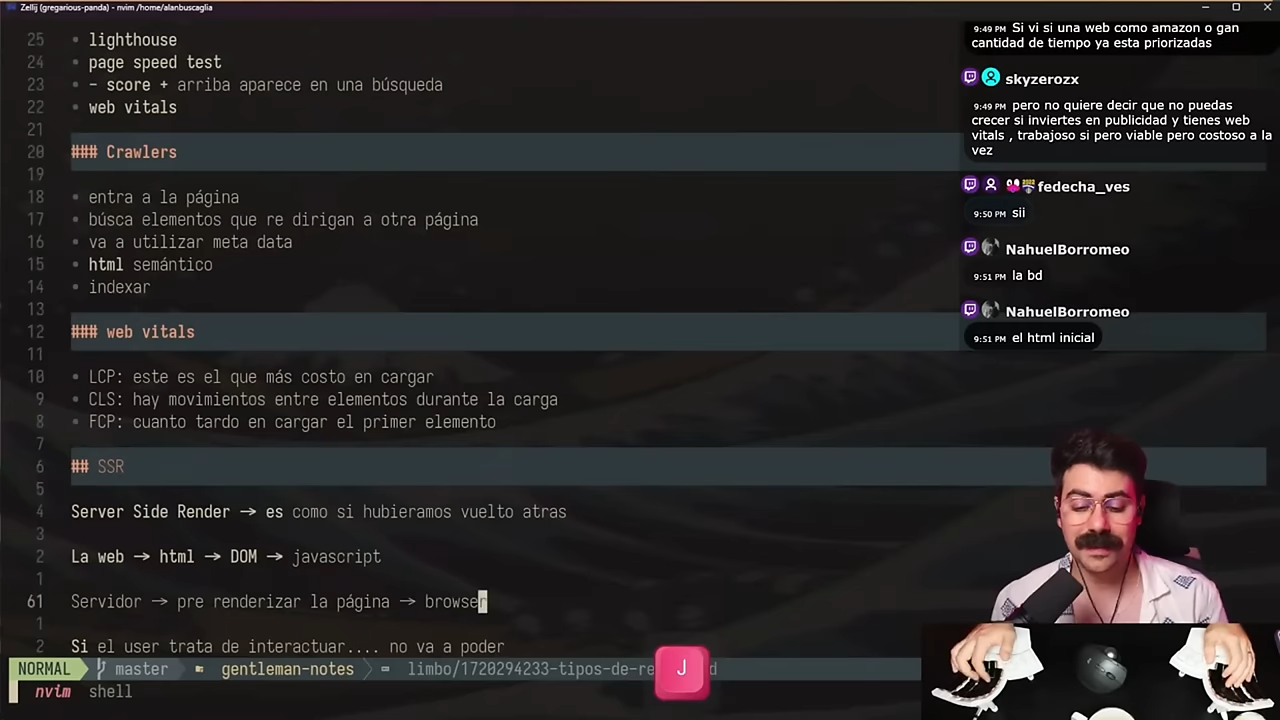 Zellij (gregarious-panda) - nvim /home/alanbuscaglia
25 • lighthouse
24 • page speed test
23 • - score + arriba aparece en una búsqueda
22 • web vitals
21
20 ### Crawlers
19
18 • entra a la página
17 • búsca elementos que re dirigan a otra página
16 • va a utilizar meta data
15 • html semántico
14 • indexar
13
12 ### web vitals
11
10 • LCP: este es el que más costo en cargar
9 • CLS: hay movimientos entre elementos durante la carga
8 • FCP: cuanto tardo en cargar el primer elemento
7
6 ## SSR
5
4 Server Side Render → es como si hubieramos vuelto atras
3
2 La web → html → DOM → javascript
1
61 Servidor → pre renderizar la página → browser
1
2 Si el user trata de interactuar.... no va a poder
NORMAL master gentleman-notes limbo/1720294233-tipos-de-re d
nvim shell
J
9:49 PM Si vi si una web como amazon o gan
cantidad de tiempo ya esta priorizadas
skyzerozx
9:49 PM pero no quiere decir que no puedas
crecer si inviertes en publicidad y tienes web
vitals , trabajoso si pero viable pero costoso a la
vez
fedecha_ves
9:50 PM sii
NahuelBorromeo
9:51 PM la bd
NahuelBorromeo
9:51 PM el html inicial